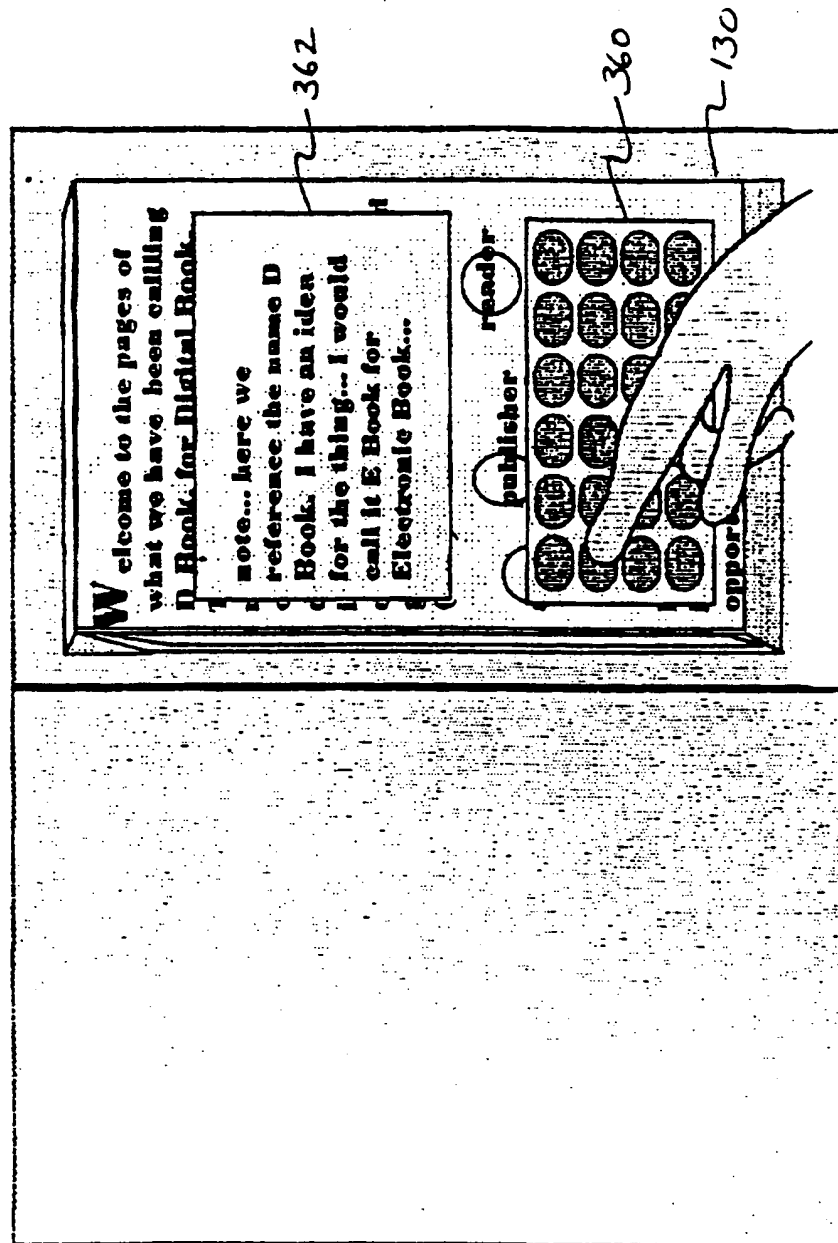 Welcome to the pages of
what we have been callling
D Book, for Digital Book.
note... here we
reference the name D
Book. I have an idea
for the thing... I would
call it E Book for
Electronic Book...
publisher
reader
oppor
362
360
130